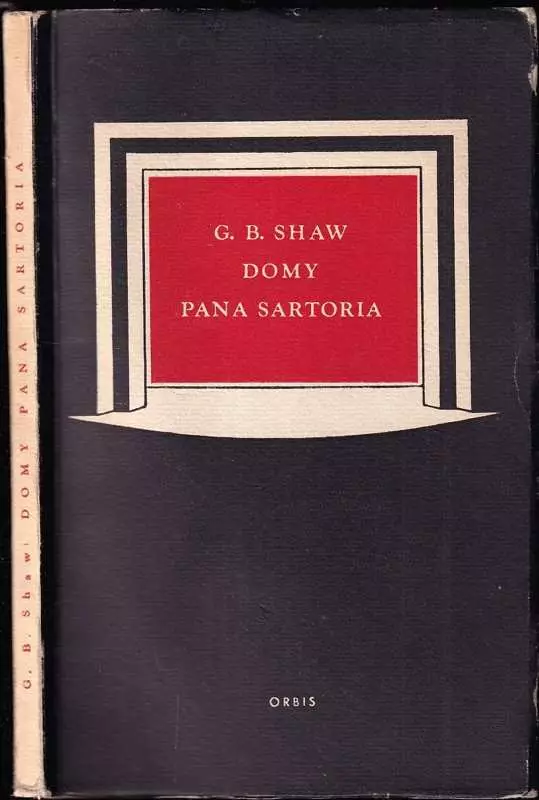 G. B. Shaw DOMY PANA SARTORIA
G. B. SHAW
DOMY
PANA SARTORIA
ORBIS